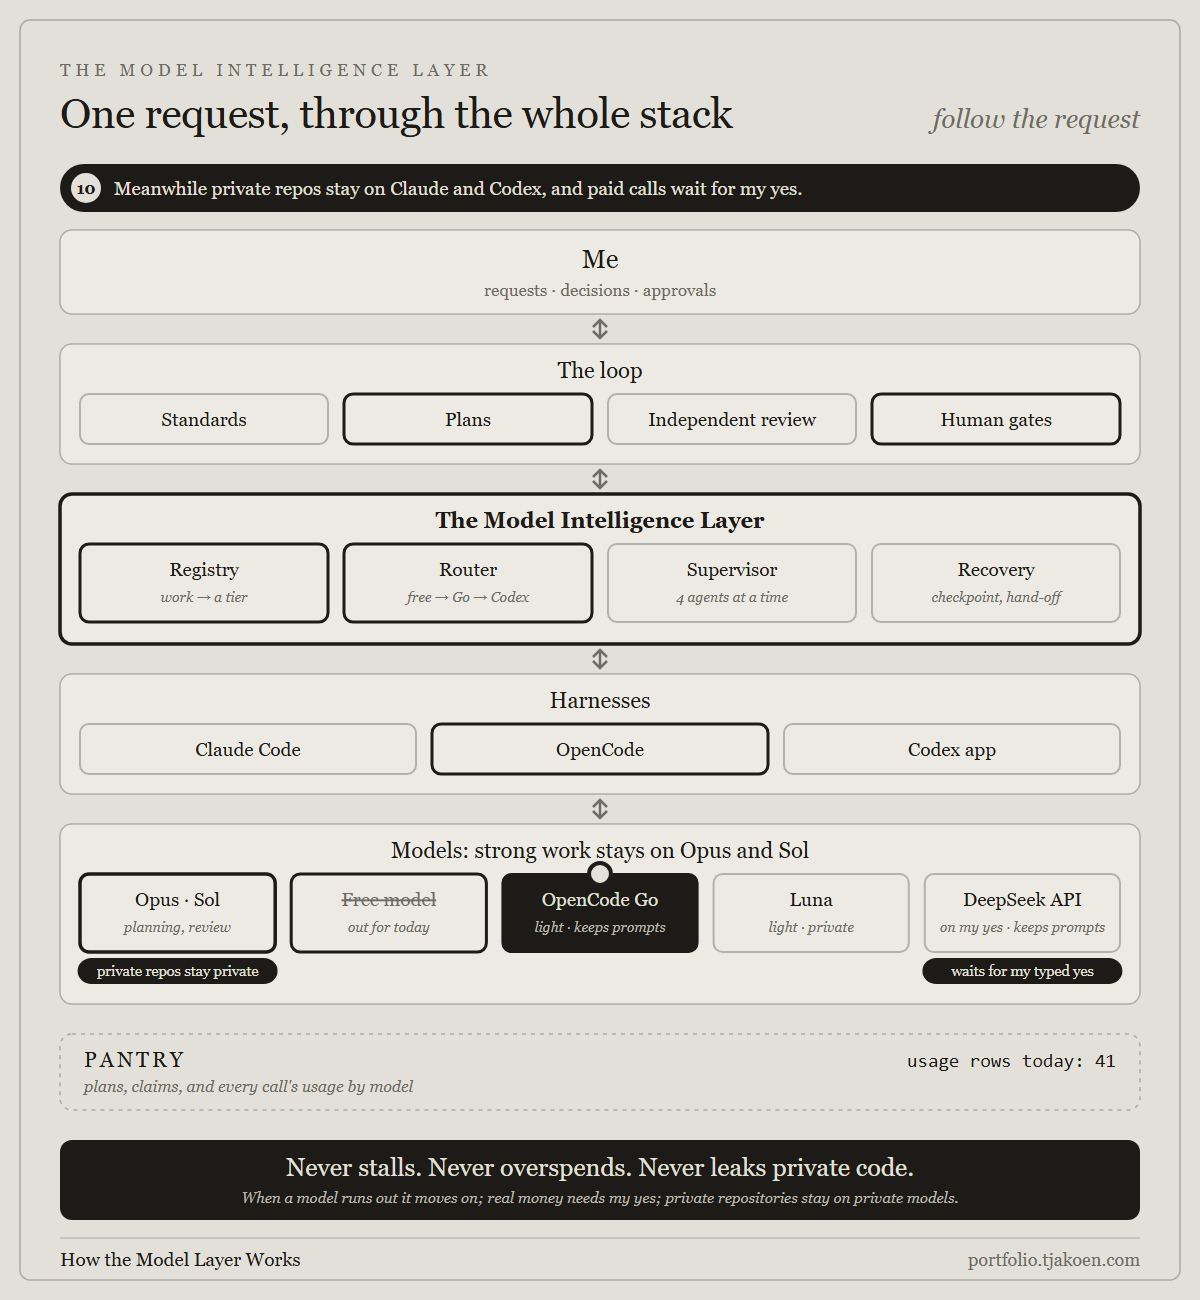 THE MODEL INTELLIGENCE LAYER
One request, through the whole stack
follow the request
10 Meanwhile private repos stay on Claude and Codex, and paid calls wait for my yes.
Me
requests · decisions · approvals
The loop
Standards
Plans
Independent review
Human gates
The Model Intelligence Layer
Registry
work → a tier
Router
free → Go → Codex
Supervisor
4 agents at a time
Recovery
checkpoint, hand-off
Harnesses
Claude Code
OpenCode
Codex app
Models: strong work stays on Opus and Sol
Opus · Sol
planning, review
private repos stay private
Free model
out for today
OpenCode Go
light · keeps prompts
Luna
light · private
DeepSeek API
on my yes · keeps prompts
waits for my typed yes
PANTRY
plans, claims, and every call's usage by model
usage rows today: 41
Never stalls. Never overspends. Never leaks private code.
When a model runs out it moves on; real money needs my yes; private repositories stay on private models.
How the Model Layer Works
portfolio.tjakoen.com